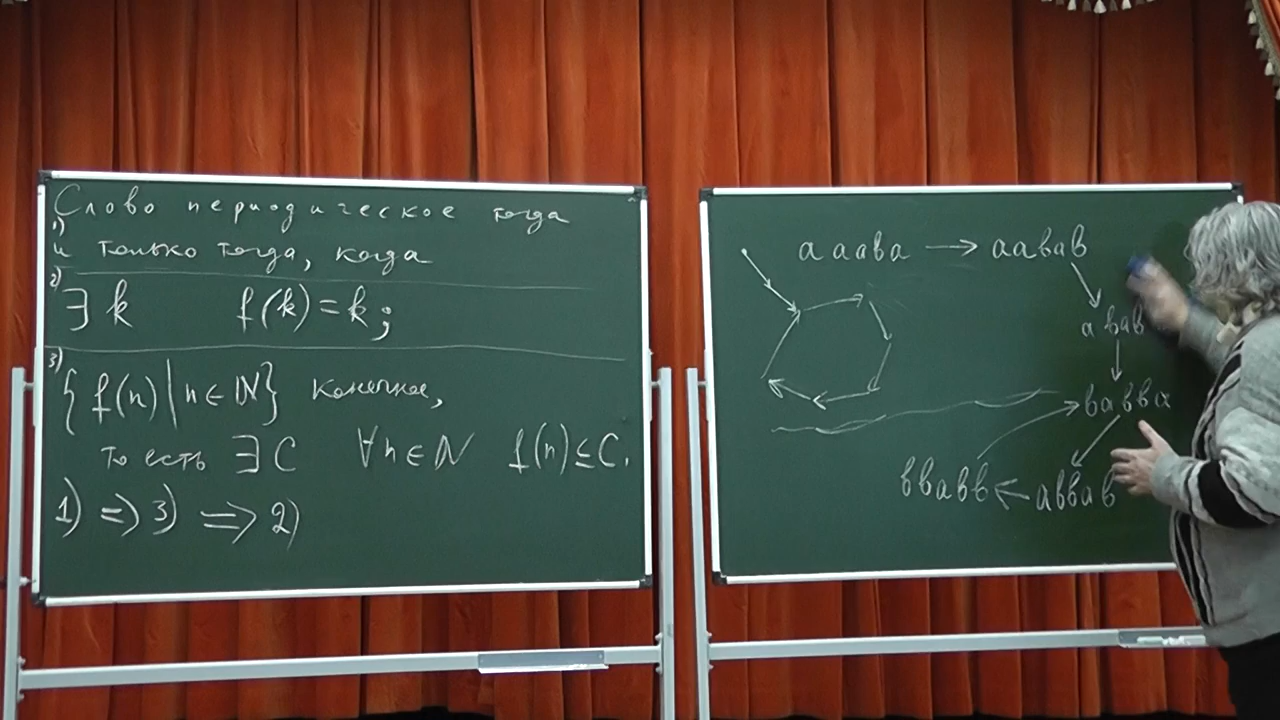 Слово периодическое тогда
1)
и только тогда, когда
2)
∃ k f(k) = k ;
3)
{ f(n) | n ∈ ℕ } конечное,
то есть ∃ C ∀n ∈ ℕ f(n) ≤ C.
1) ⇒ 3) ⇒ 2)
aaaba → aabab
abab
babba
bbabb ← abbab